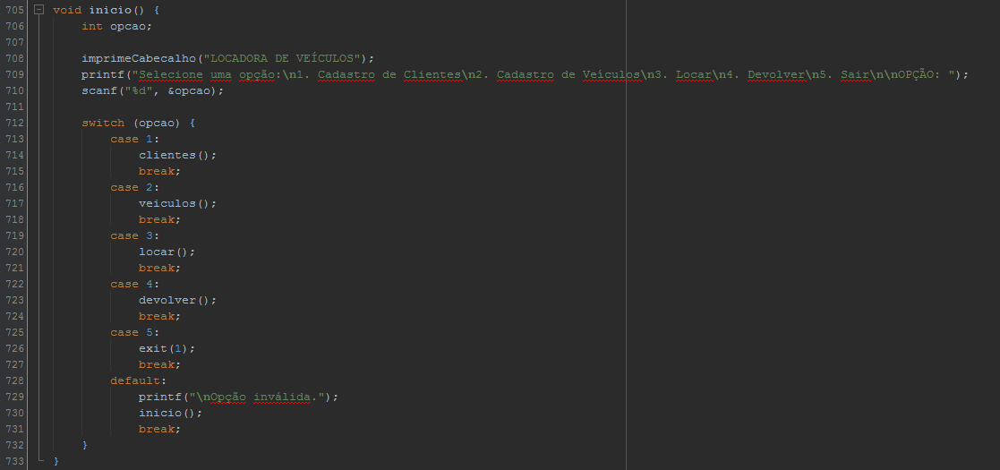 705 void inicio() {
706     int opcao;
707
708     imprimeCabecalho("LOCADORA DE VEÍCULOS");
709     printf("Selecione uma opção:\n1. Cadastro de Clientes\n2. Cadastro de Veículos\n3. Locar\n4. Devolver\n5. Sair\n\nOPÇÃO: ");
710     scanf("%d", &opcao);
711
712     switch (opcao) {
713         case 1:
714             clientes();
715             break;
716         case 2:
717             veiculos();
718             break;
719         case 3:
720             locar();
721             break;
722         case 4:
723             devolver();
724             break;
725         case 5:
726             exit(1);
727             break;
728         default:
729             printf("\nOpção inválida.");
730             inicio();
731             break;
732     }
733 }